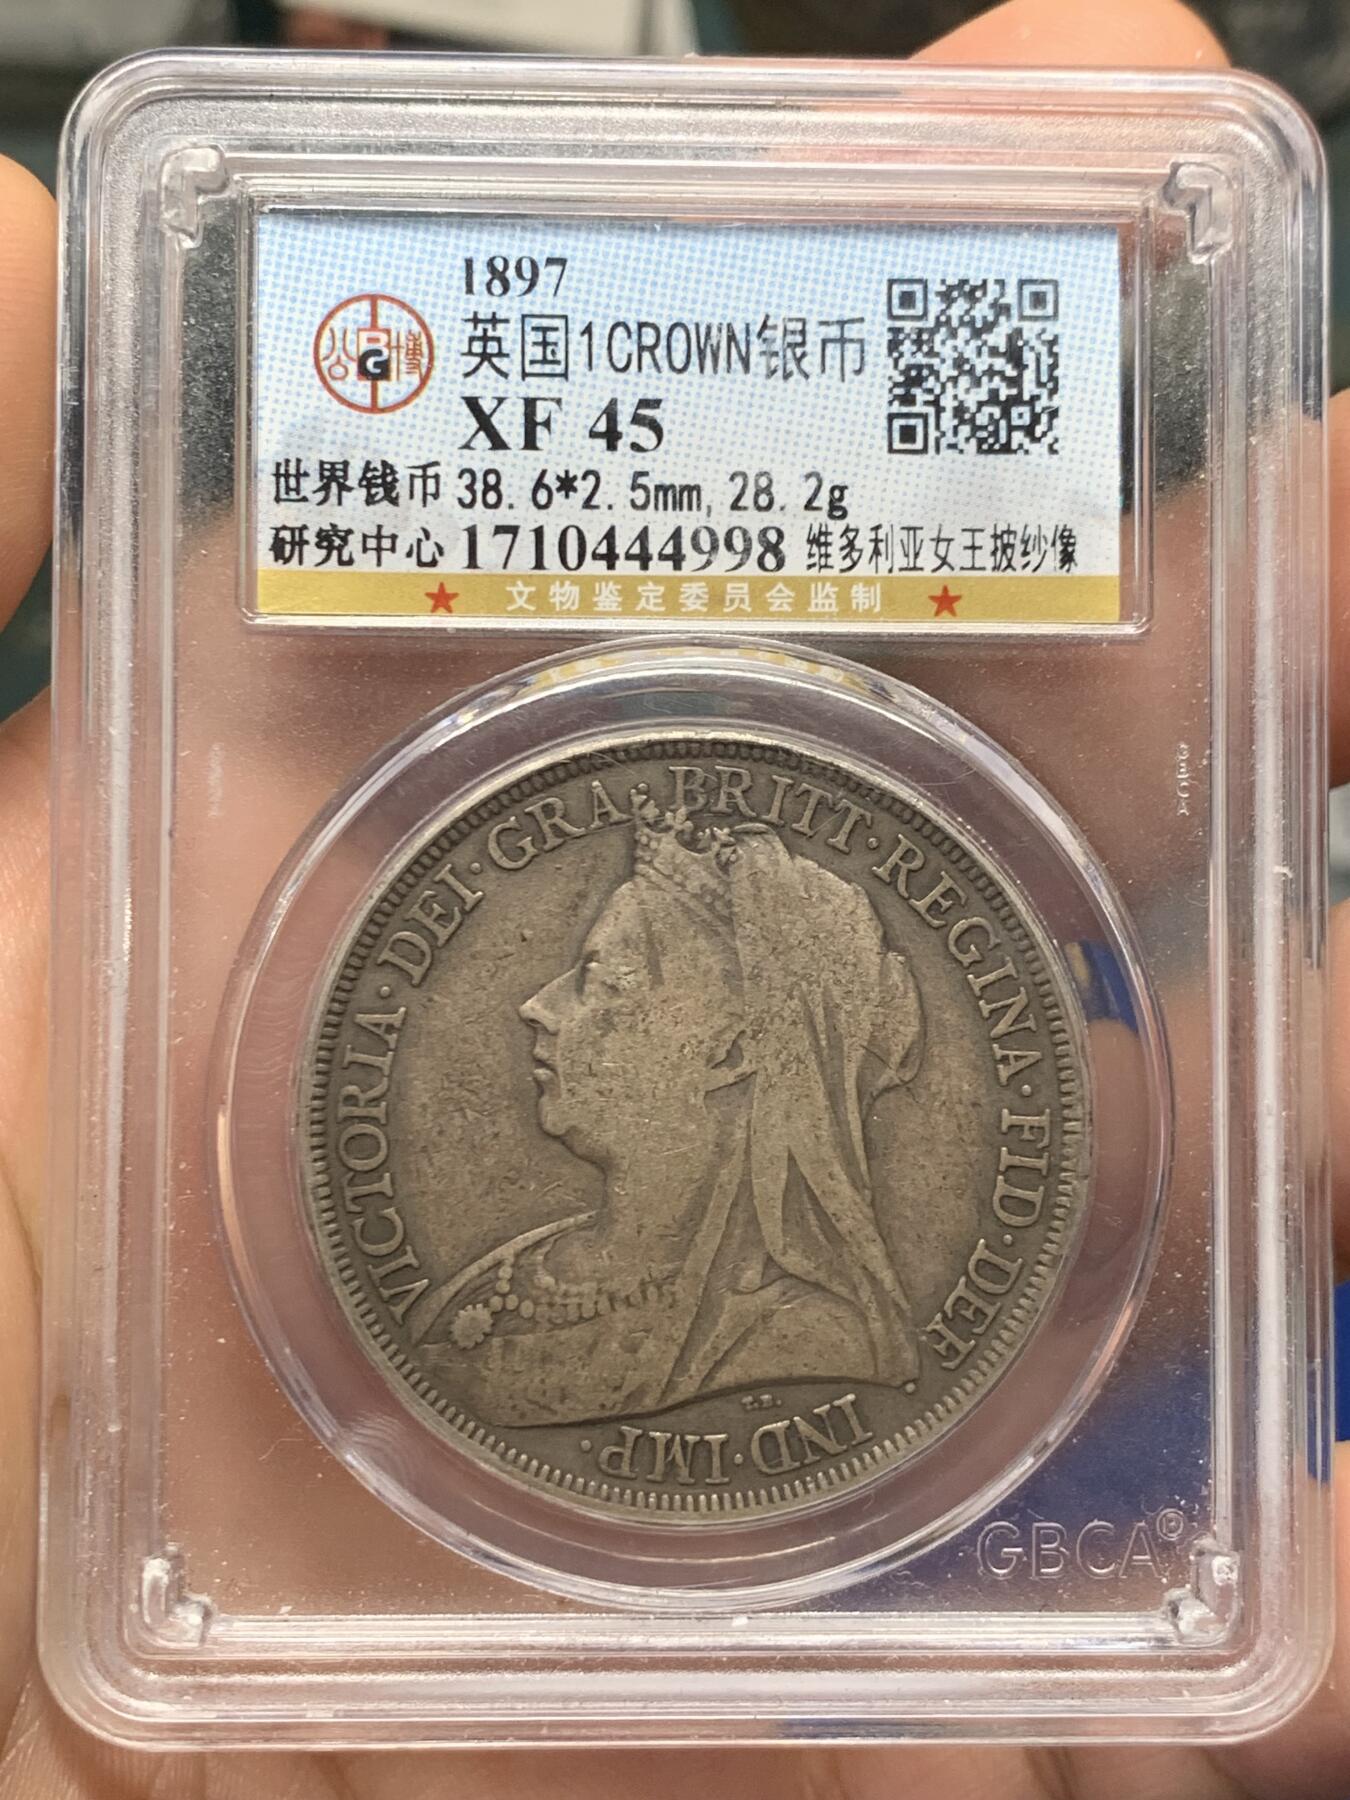 1897
公 B G 博
英国1CROWN银币
XF 45
世界钱币 38.6*2.5mm,28.2g
研究中心 1710444998 维多利亚女王披纱像
★ 文物鉴定委员会监制 ★
VICTORIA·DEI·GRA·BRITT·REGINA·FID·DEF·IND·IMP·
T.B.
GBCA®